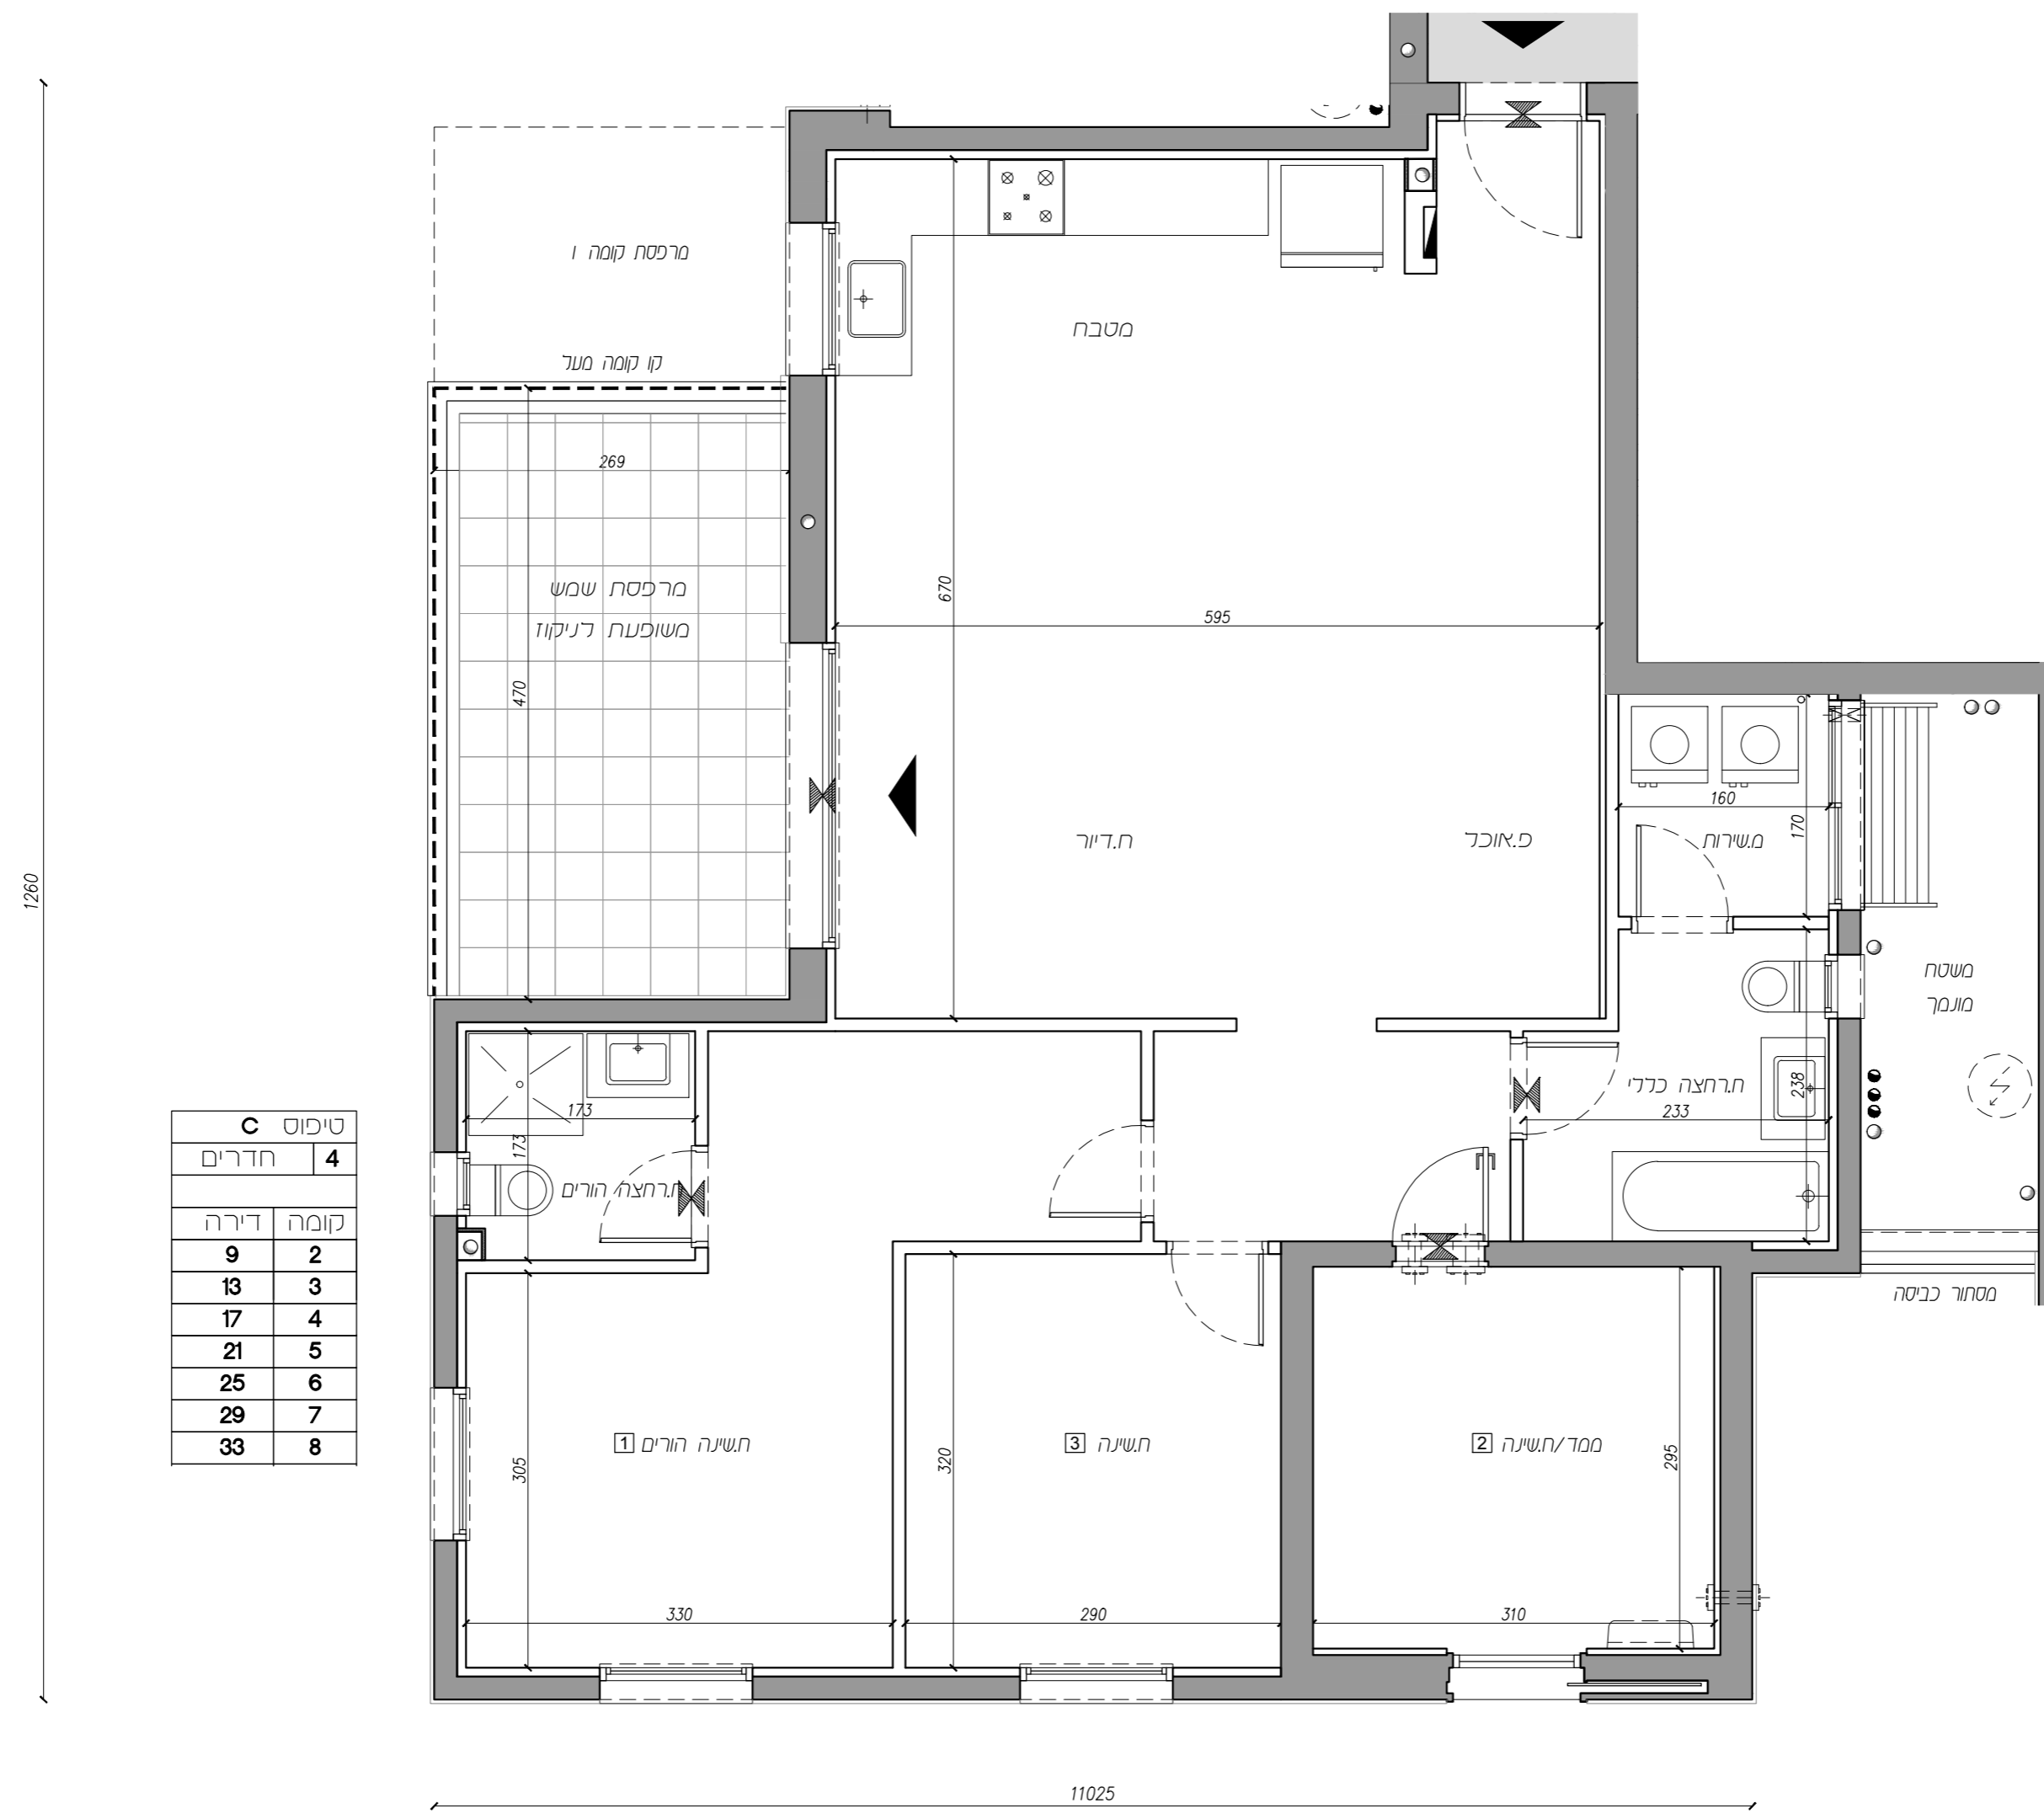 מרפסת קומה ו
קו קומה מעל
269
מרפסת שמש
משופעת לניקוז
470
מטבח
670
595
ח.דיור
פ.אוכל
160
170
מ.שירות
משטח
מונמך
ח.רחצה כללי
238
233
מסתור כביסה
173
173
ח.רחצה הורים
1260
טיפוס C
4 חדרים
קומה דירה
2 9
3 13
4 17
5 21
6 25
7 29
8 33
ח.שינה הורים 1
305
330
ח.שינה 3
320
290
ממד/ח.שינה 2
295
310
11025